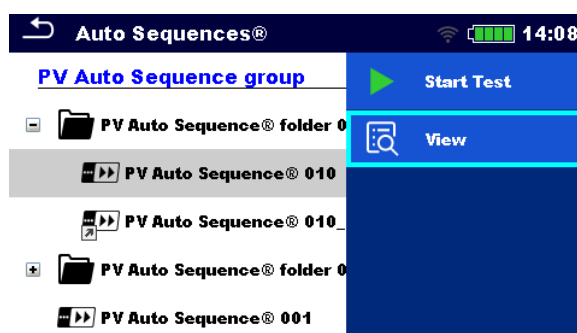 Auto Sequences® 14:08
PV Auto Sequence group
Start Test
PV Auto Sequence® folder 0
View
PV Auto Sequence® 010
PV Auto Sequence® 010_
PV Auto Sequence® folder 0
PV Auto Sequence® 001